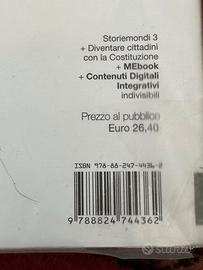 Storiemondi 3
+ Diventare cittadini
con la Costituzione
+ MEbook
+ Contenuti Digitali
Integrativi
indivisibili
Prezzo al pubblico
Euro 26,40
ISBN 978-88-247-4436-2
9 788824 744362
subito